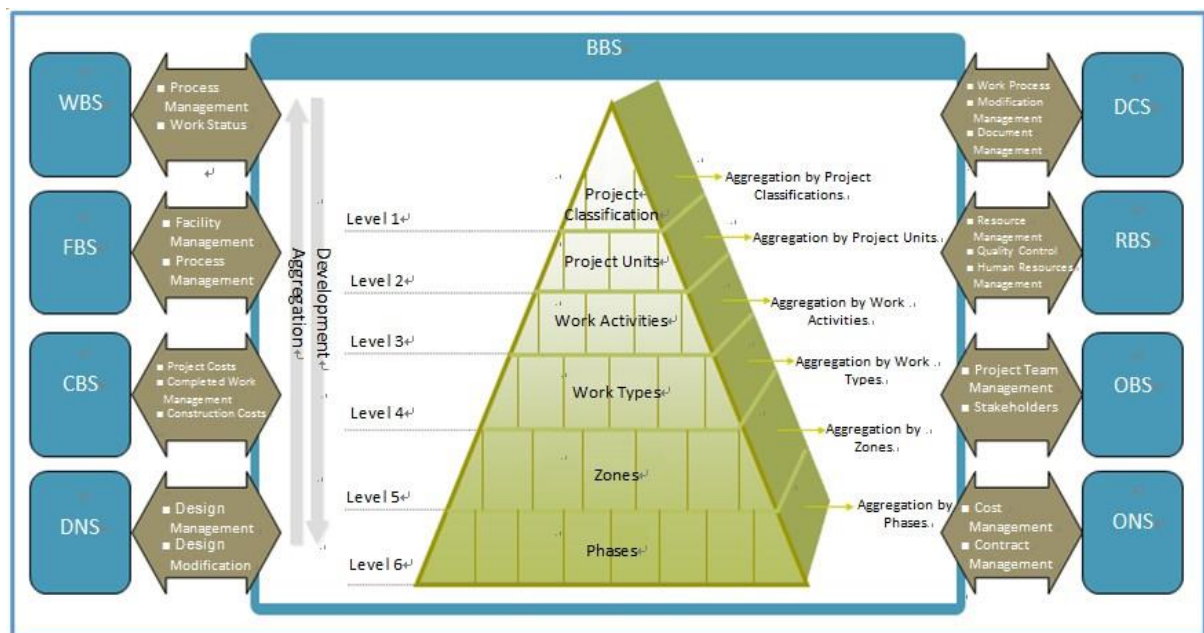 BBS
WBS
■ Process
Management
■ Work Status
FBS
■ Facility
Management
■ Process
Management
CBS
■ Project Costs
■ Completed Work
Management
■ Construction Costs
DNS
■ Design
Management
■ Design
Modification
Aggregation
Development
Level 1
Level 2
Level 3
Level 4
Level 5
Level 6
Project
Classification
Project Units
Work Activities
Work Types
Zones
Phases
Aggregation by Project
Classifications.
Aggregation by Project Units.
Aggregation by Work
Activities.
Aggregation by Work
Types.
Aggregation by
Zones.
Aggregation by
Phases.
■ Work Process
■ Modification
Management
■ Document
Management
DCS
■ Resource
Management
■ Quality Control
■ Human Resources
Management
RBS
■ Project Team
Management
■ Stakeholders
OBS
■ Cost
Management
■ Contract
Management
ONS